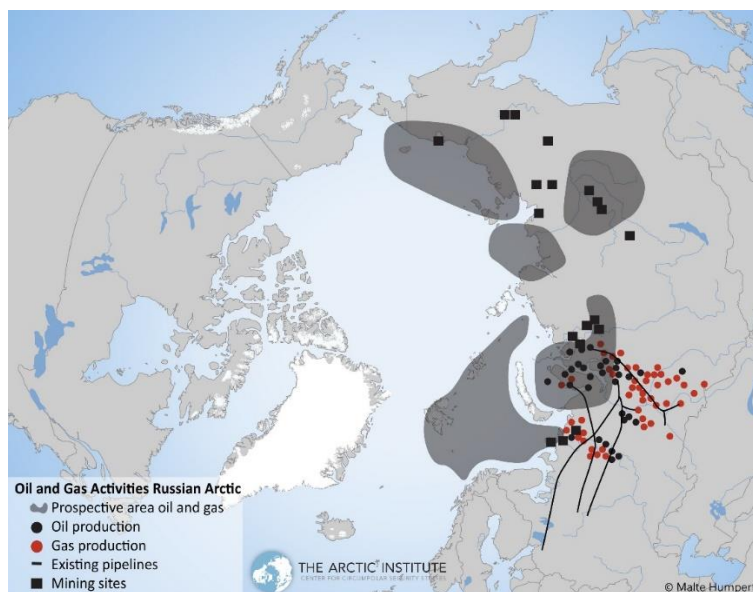 Oil and Gas Activities Russian Arctic
Prospective area oil and gas
Oil production
Gas production
Existing pipelines
Mining sites
THE ARCTIC INSTITUTE
CENTER FOR CIRCUMPOLAR SECURITY STUDIES
© Malte Humpert